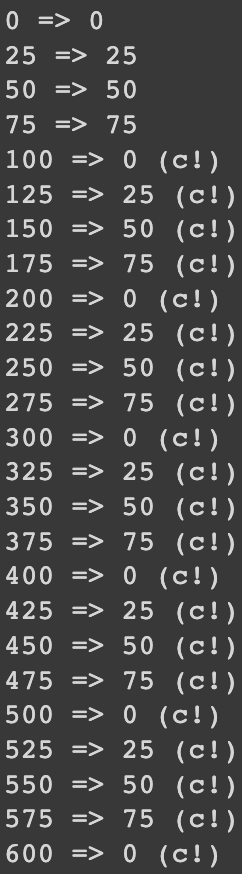 0 => 0
25 => 25
50 => 50
75 => 75
100 => 0 (c!)
125 => 25 (c!)
150 => 50 (c!)
175 => 75 (c!)
200 => 0 (c!)
225 => 25 (c!)
250 => 50 (c!)
275 => 75 (c!)
300 => 0 (c!)
325 => 25 (c!)
350 => 50 (c!)
375 => 75 (c!)
400 => 0 (c!)
425 => 25 (c!)
450 => 50 (c!)
475 => 75 (c!)
500 => 0 (c!)
525 => 25 (c!)
550 => 50 (c!)
575 => 75 (c!)
600 => 0 (c!)